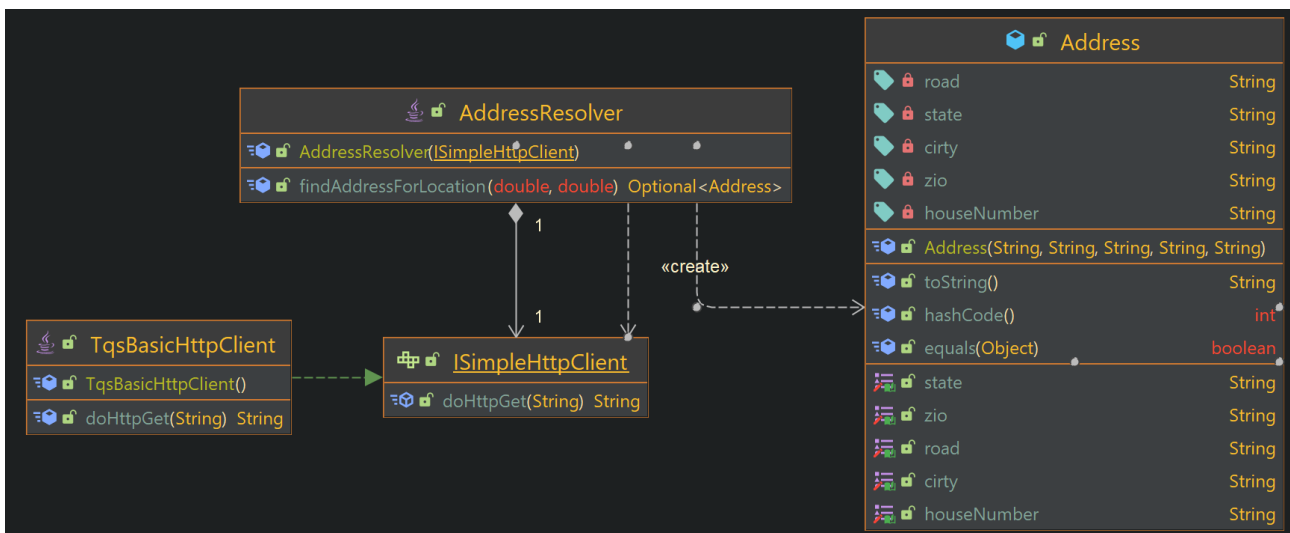 AddressResolver
AddressResolver(ISimpleHttpClient)
findAddressForLocation(double, double) Optional<Address>
1
«create»
1
TqsBasicHttpClient
TqsBasicHttpClient()
doHttpGet(String) String
ISimpleHttpClient
doHttpGet(String) String
Address
road String
state String
cirty String
zio String
houseNumber String
Address(String, String, String, String, String)
toString() String
hashCode() int
equals(Object) boolean
state String
zio String
road String
cirty String
houseNumber String